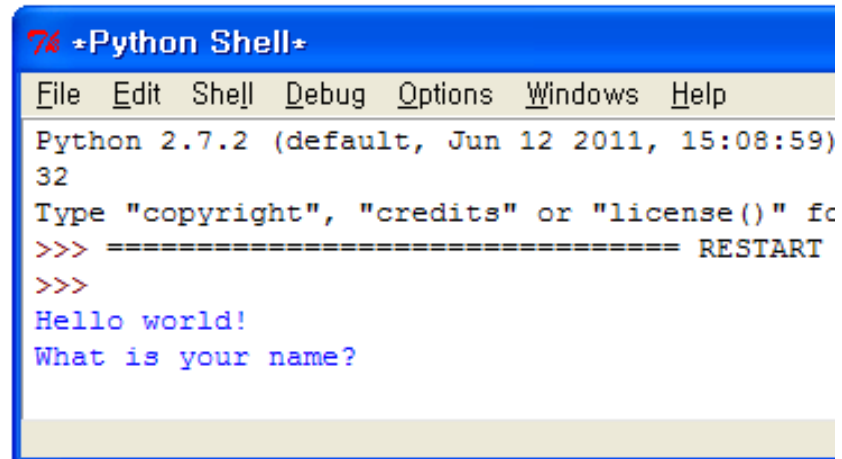 *Python Shell*
File Edit Shell Debug Options Windows Help
Python 2.7.2 (default, Jun 12 2011, 15:08:59)
32
Type "copyright", "credits" or "license()"
>>> ================================ RESTART
>>>
Hello world!
What is your name?